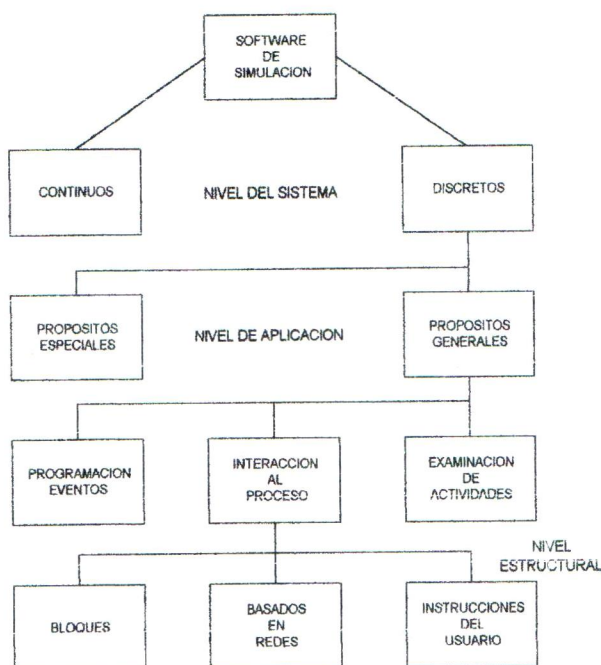 SOFTWARE
DE
SIMULACION
CONTINUOS
NIVEL DEL SISTEMA
DISCRETOS
PROPOSITOS
ESPECIALES
NIVEL DE APLICACION
PROPOSITOS
GENERALES
PROGRAMACION
EVENTOS
INTERACCION
AL
PROCESO
EXAMINACION
DE
ACTIVIDADES
NIVEL
ESTRUCTURAL
BLOQUES
BASADOS
EN
REDES
INSTRUCCIONES
DEL
USUARIO